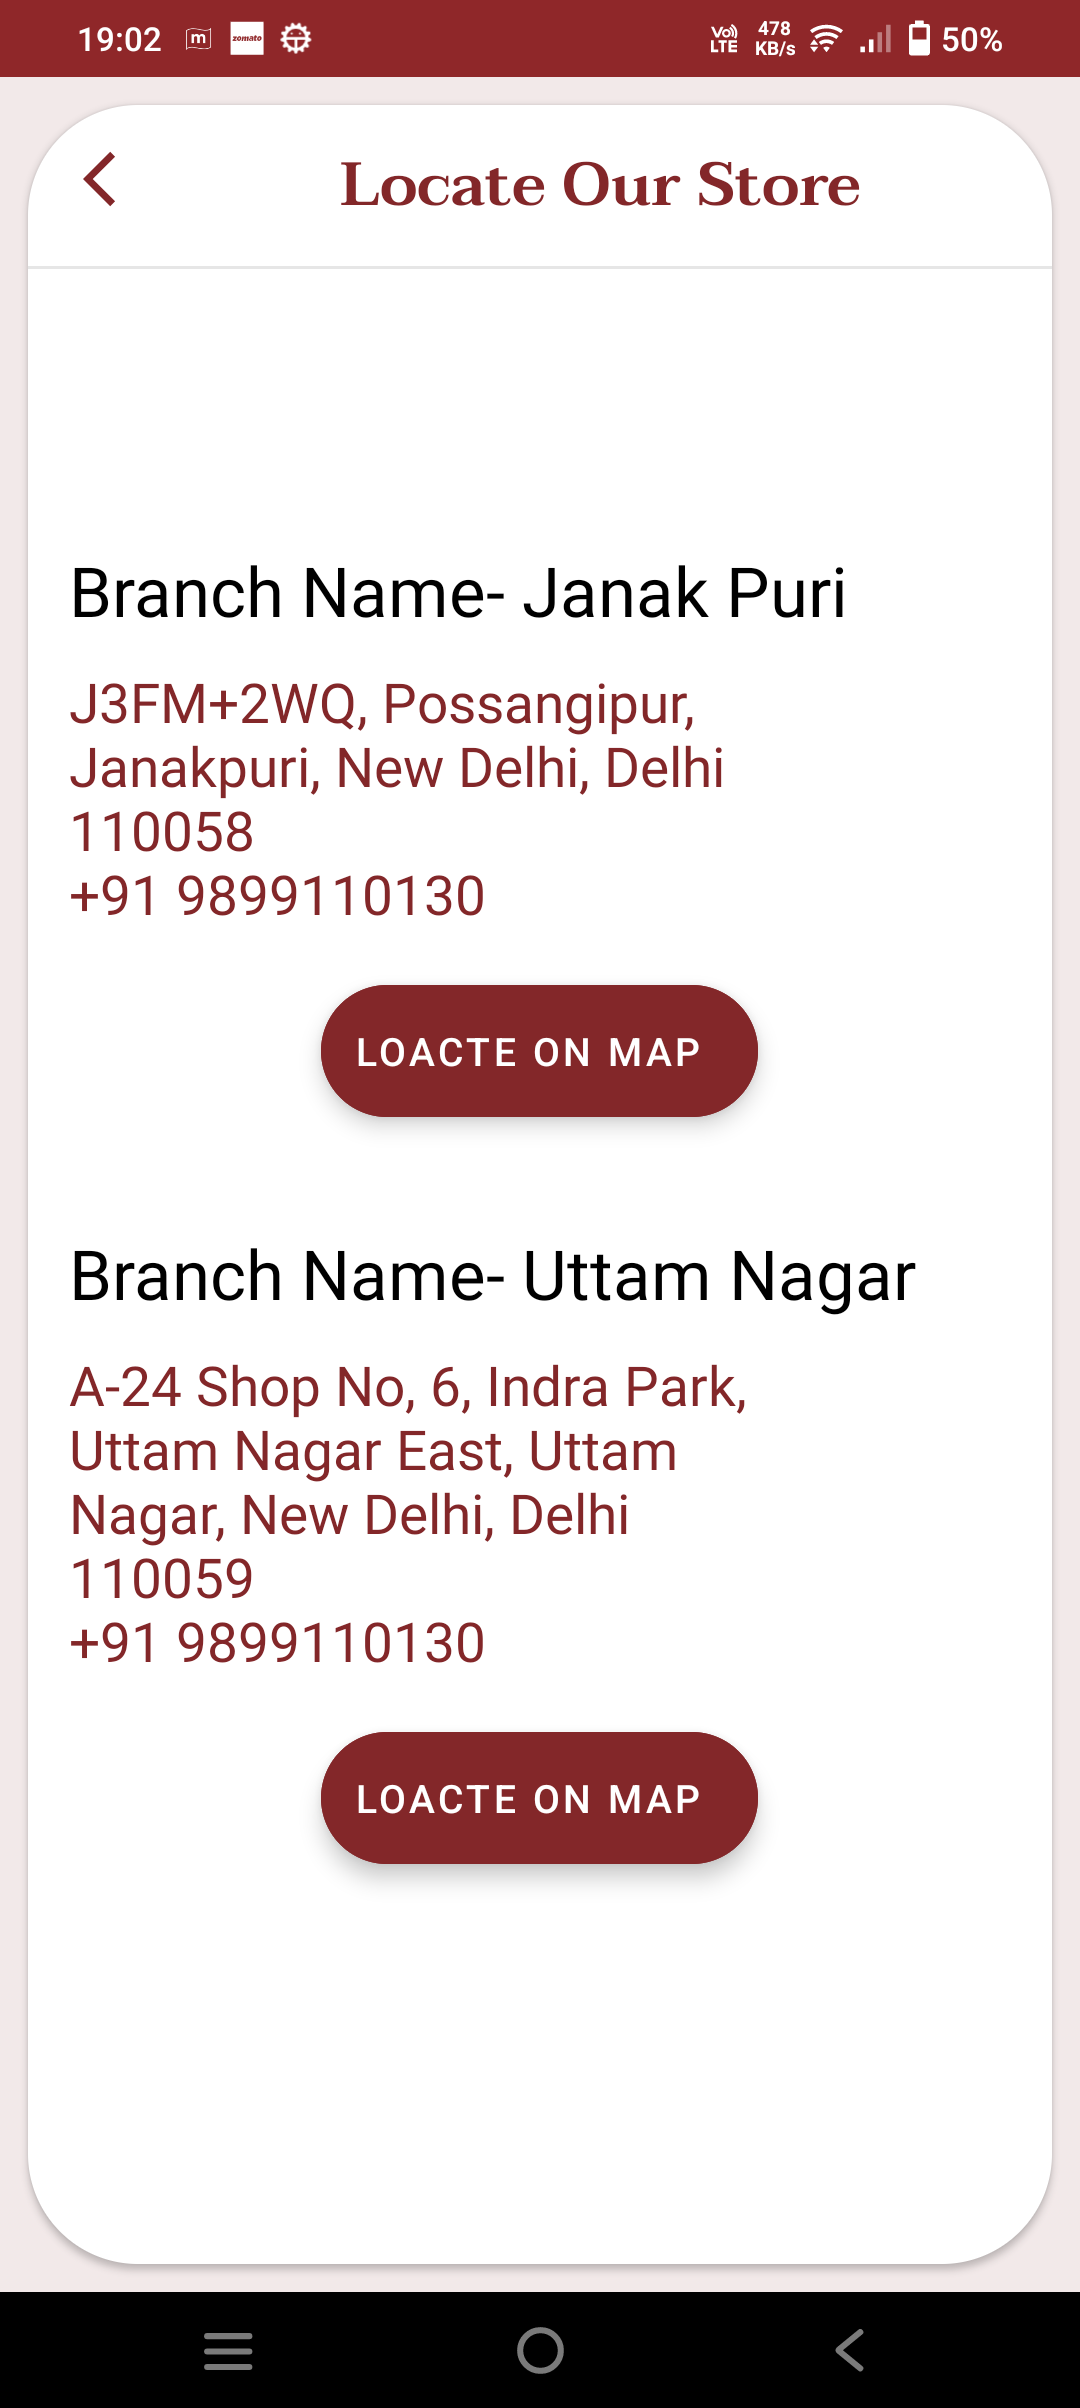 19:02 m zomato VoLTE 478 KB/s 50%
Locate Our Store
Branch Name- Janak Puri
J3FM+2WQ, Possangipur,
Janakpuri, New Delhi, Delhi
110058
+91 9899110130
LOACTE ON MAP
Branch Name- Uttam Nagar
A-24 Shop No, 6, Indra Park,
Uttam Nagar East, Uttam
Nagar, New Delhi, Delhi
110059
+91 9899110130
LOACTE ON MAP